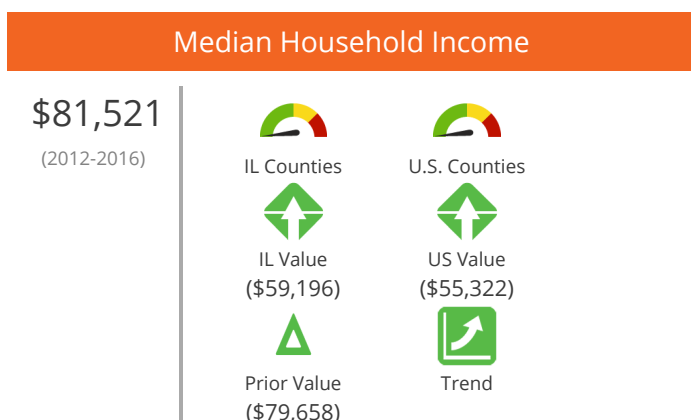 Median Household Income
$81,521
(2012-2016)
IL Counties
U.S. Counties
IL Value
($59,196)
US Value
($55,322)
Prior Value
($79,658)
Trend